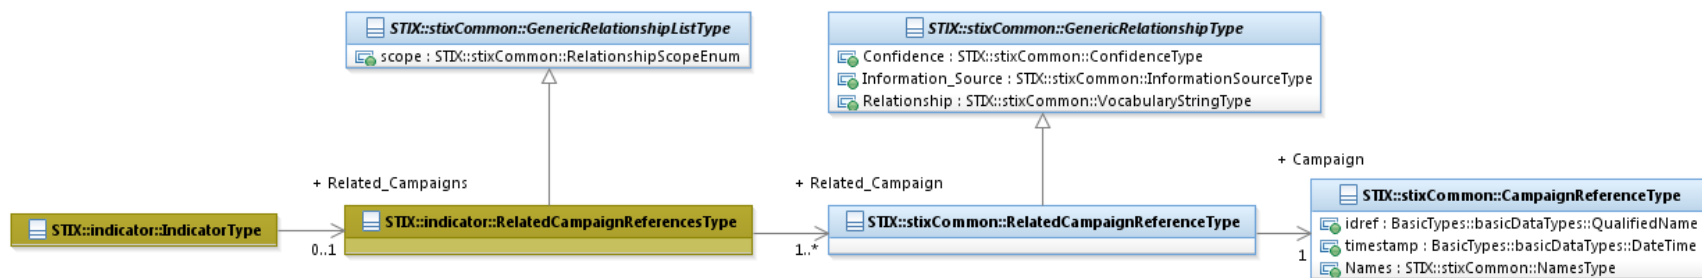 STIX::stixCommon::GenericRelationshipListType
scope : STIX::stixCommon::RelationshipScopeEnum
STIX::stixCommon::GenericRelationshipType
Confidence : STIX::stixCommon::ConfidenceType
Information_Source : STIX::stixCommon::InformationSourceType
Relationship : STIX::stixCommon::VocabularyStringType
+ Related_Campaigns
+ Related_Campaign
+ Campaign
STIX::indicator::IndicatorType
0..1
STIX::indicator::RelatedCampaignReferencesType
1..*
STIX::stixCommon::RelatedCampaignReferenceType
1
STIX::stixCommon::CampaignReferenceType
idref : BasicTypes::basicDataTypes::QualifiedName
timestamp : BasicTypes::basicDataTypes::DateTime
Names : STIX::stixCommon::NamesType